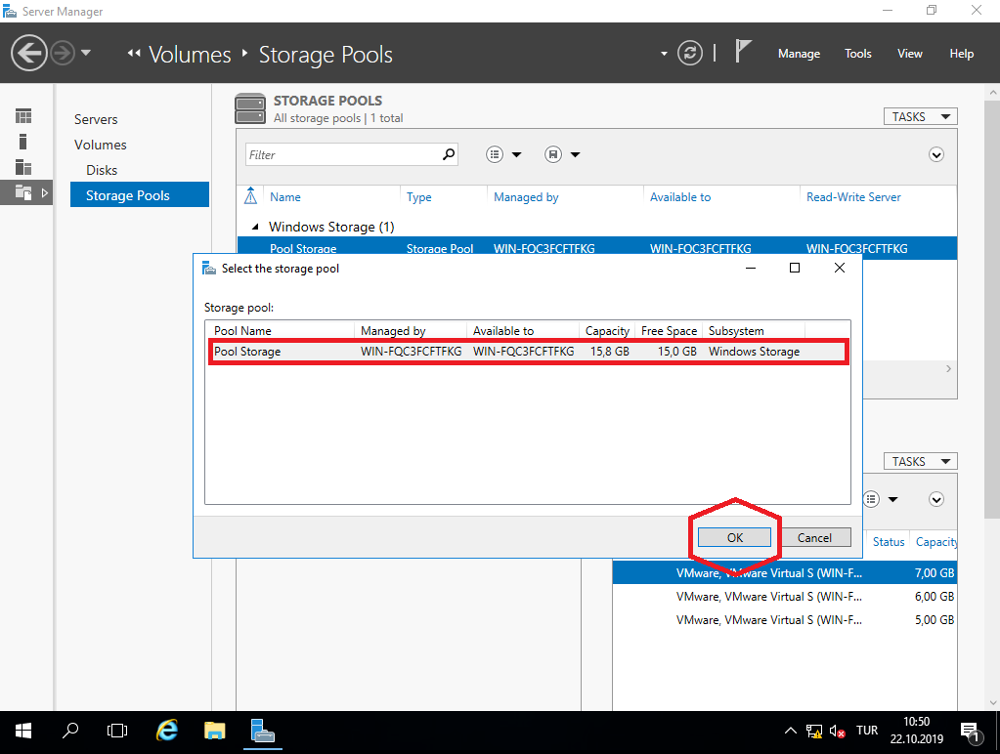 Server Manager
Volumes Storage Pools
Manage Tools View Help
Servers
Volumes
Disks
Storage Pools
STORAGE POOLS
All storage pools | 1 total
TASKS
Filter
Name Type Managed by Available to Read-Write Server
Windows Storage (1)
Pool Storage Storage Pool WIN-FQC3FCFTFKG WIN-FQC3FCFTFKG WIN-FQC3FCFTFKG
Select the storage pool
Storage pool:
Pool Name Managed by Available to Capacity Free Space Subsystem
Pool Storage WIN-FQC3FCFTFKG WIN-FQC3FCFTFKG 15,8 GB 15,0 GB Windows Storage
OK Cancel
TASKS
Status Capacity
VMware, VMware Virtual S (WIN-F... 7,00 GB
VMware, VMware Virtual S (WIN-F... 6,00 GB
VMware, VMware Virtual S (WIN-F... 5,00 GB
TUR
10:50
22.10.2019
1